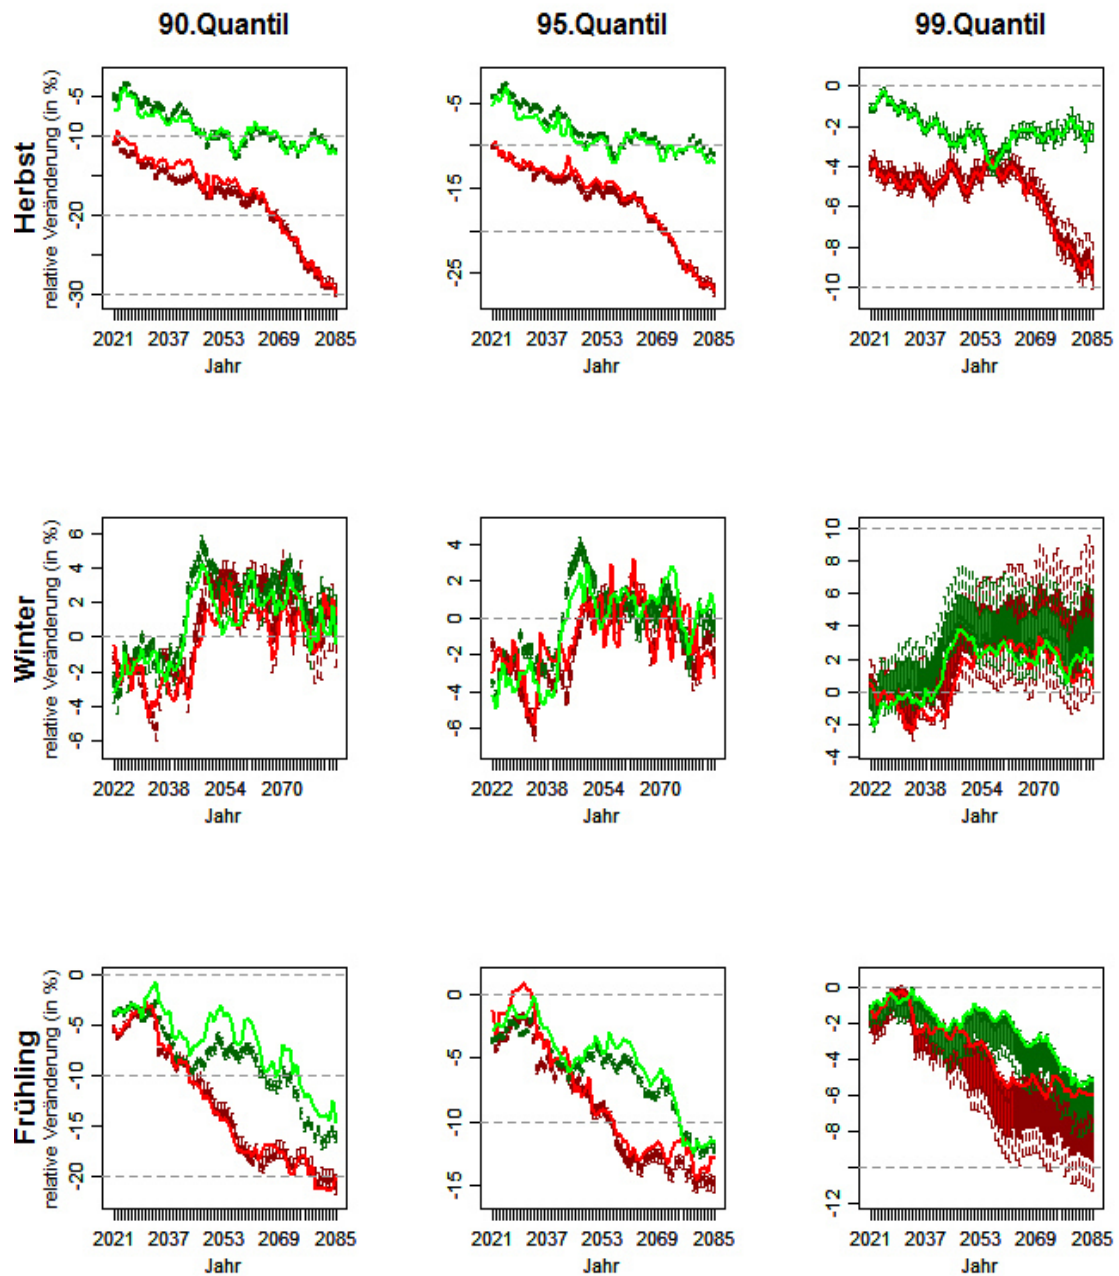 90.Quantil 95.Quantil 99.Quantil
Herbst
relative Veränderung (in %)
-5 -10 -20 -30
-5 -15 -25
0 -2 -4 -6 -8 -10
2021 2037 2053 2069 2085
2021 2037 2053 2069 2085
2021 2037 2053 2069 2085
Jahr Jahr Jahr
Winter
relative Veränderung (in %)
6 4 2 0 -2 -4 -6
4 2 0 -2 -4 -6
10 8 6 4 2 0 -2 -4
2022 2038 2054 2070
2022 2038 2054 2070
2022 2038 2054 2070
Jahr Jahr Jahr
Frühling
relative Veränderung (in %)
0 -5 -10 -15 -20
0 -5 -10 -15
0 -2 -4 -6 -8 -12
2021 2037 2053 2069 2085
2021 2037 2053 2069 2085
2021 2037 2053 2069 2085
Jahr Jahr Jahr